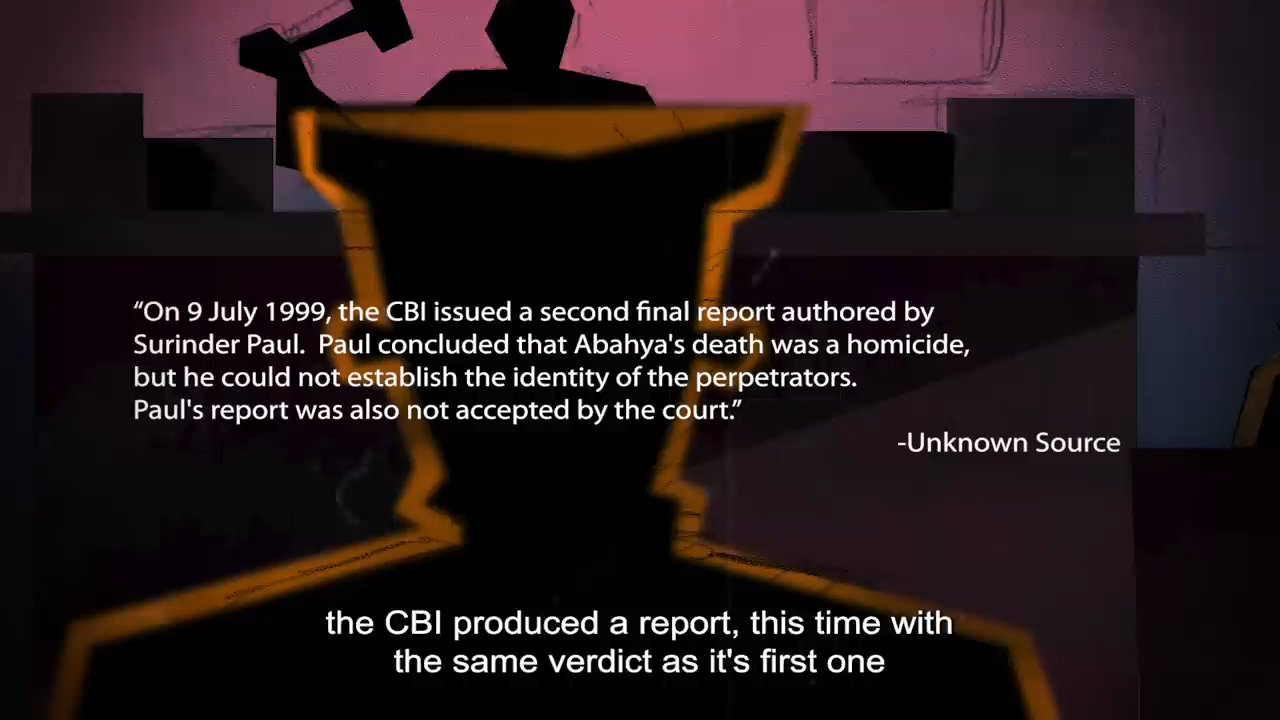 “On 9 July 1999, the CBI issued a second final report authored by
Surinder Paul.  Paul concluded that Abahya's death was a homicide,
but he could not establish the identity of the perpetrators.
Paul's report was also not accepted by the court.”
-Unknown Source
the CBI produced a report, this time with
the same verdict as it's first one